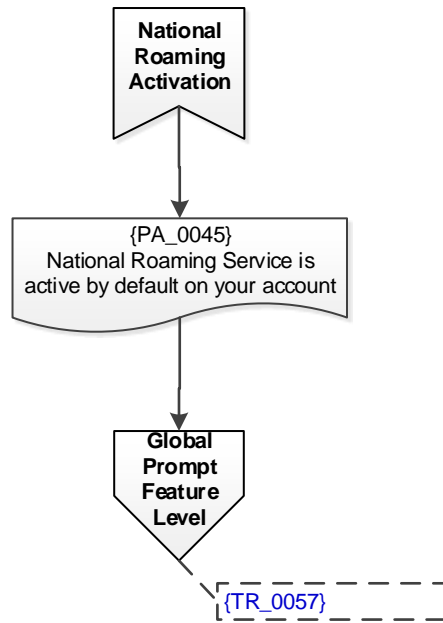 National
Roaming
Activation
{PA_0045}
National Roaming Service is
active by default on your account
Global
Prompt
Feature
Level
{TR_0057}